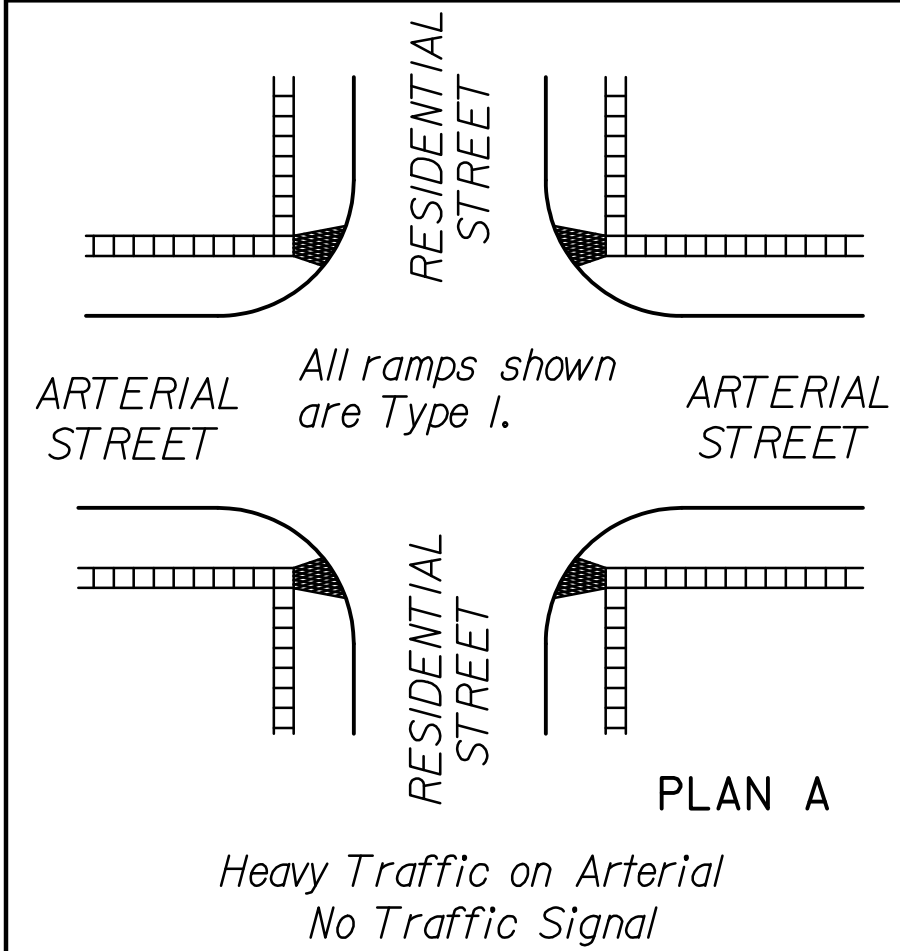 RESIDENTIAL
STREET
All ramps shown
are Type I.
ARTERIAL
STREET
ARTERIAL
STREET
RESIDENTIAL
STREET
PLAN A
Heavy Traffic on Arterial
No Traffic Signal